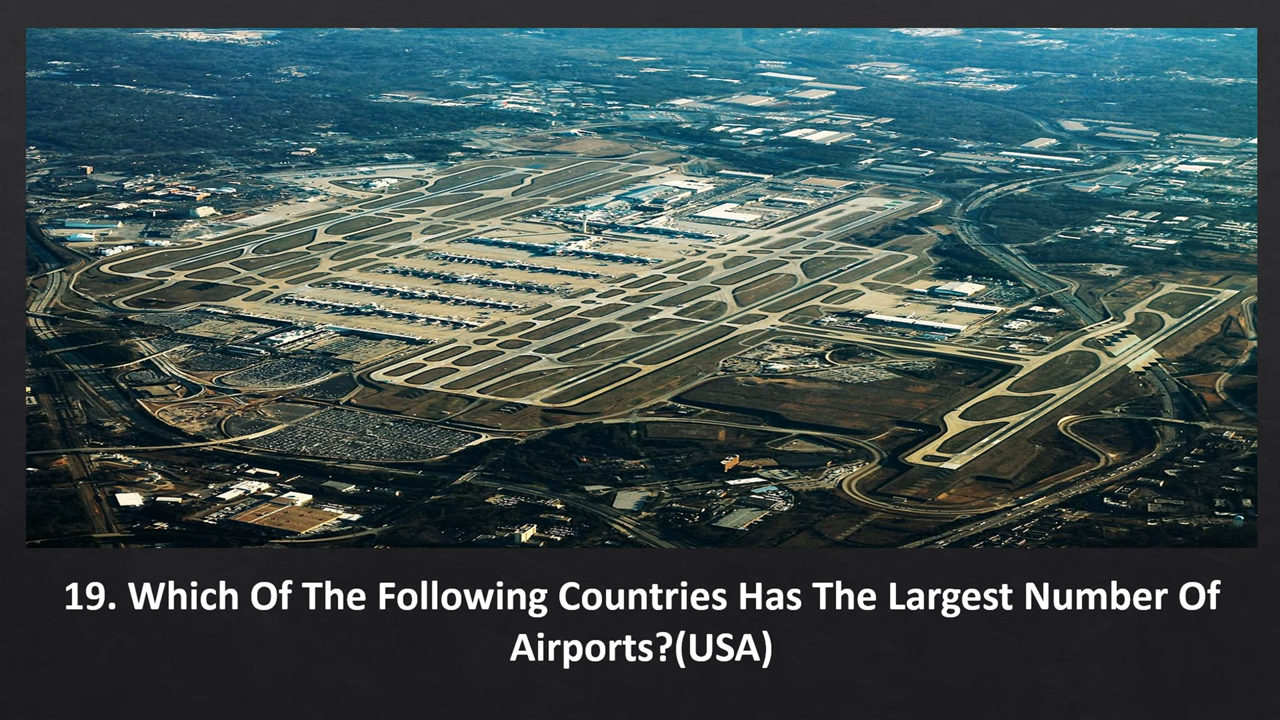 19. Which Of The Following Countries Has The Largest Number Of
Airports?(USA)